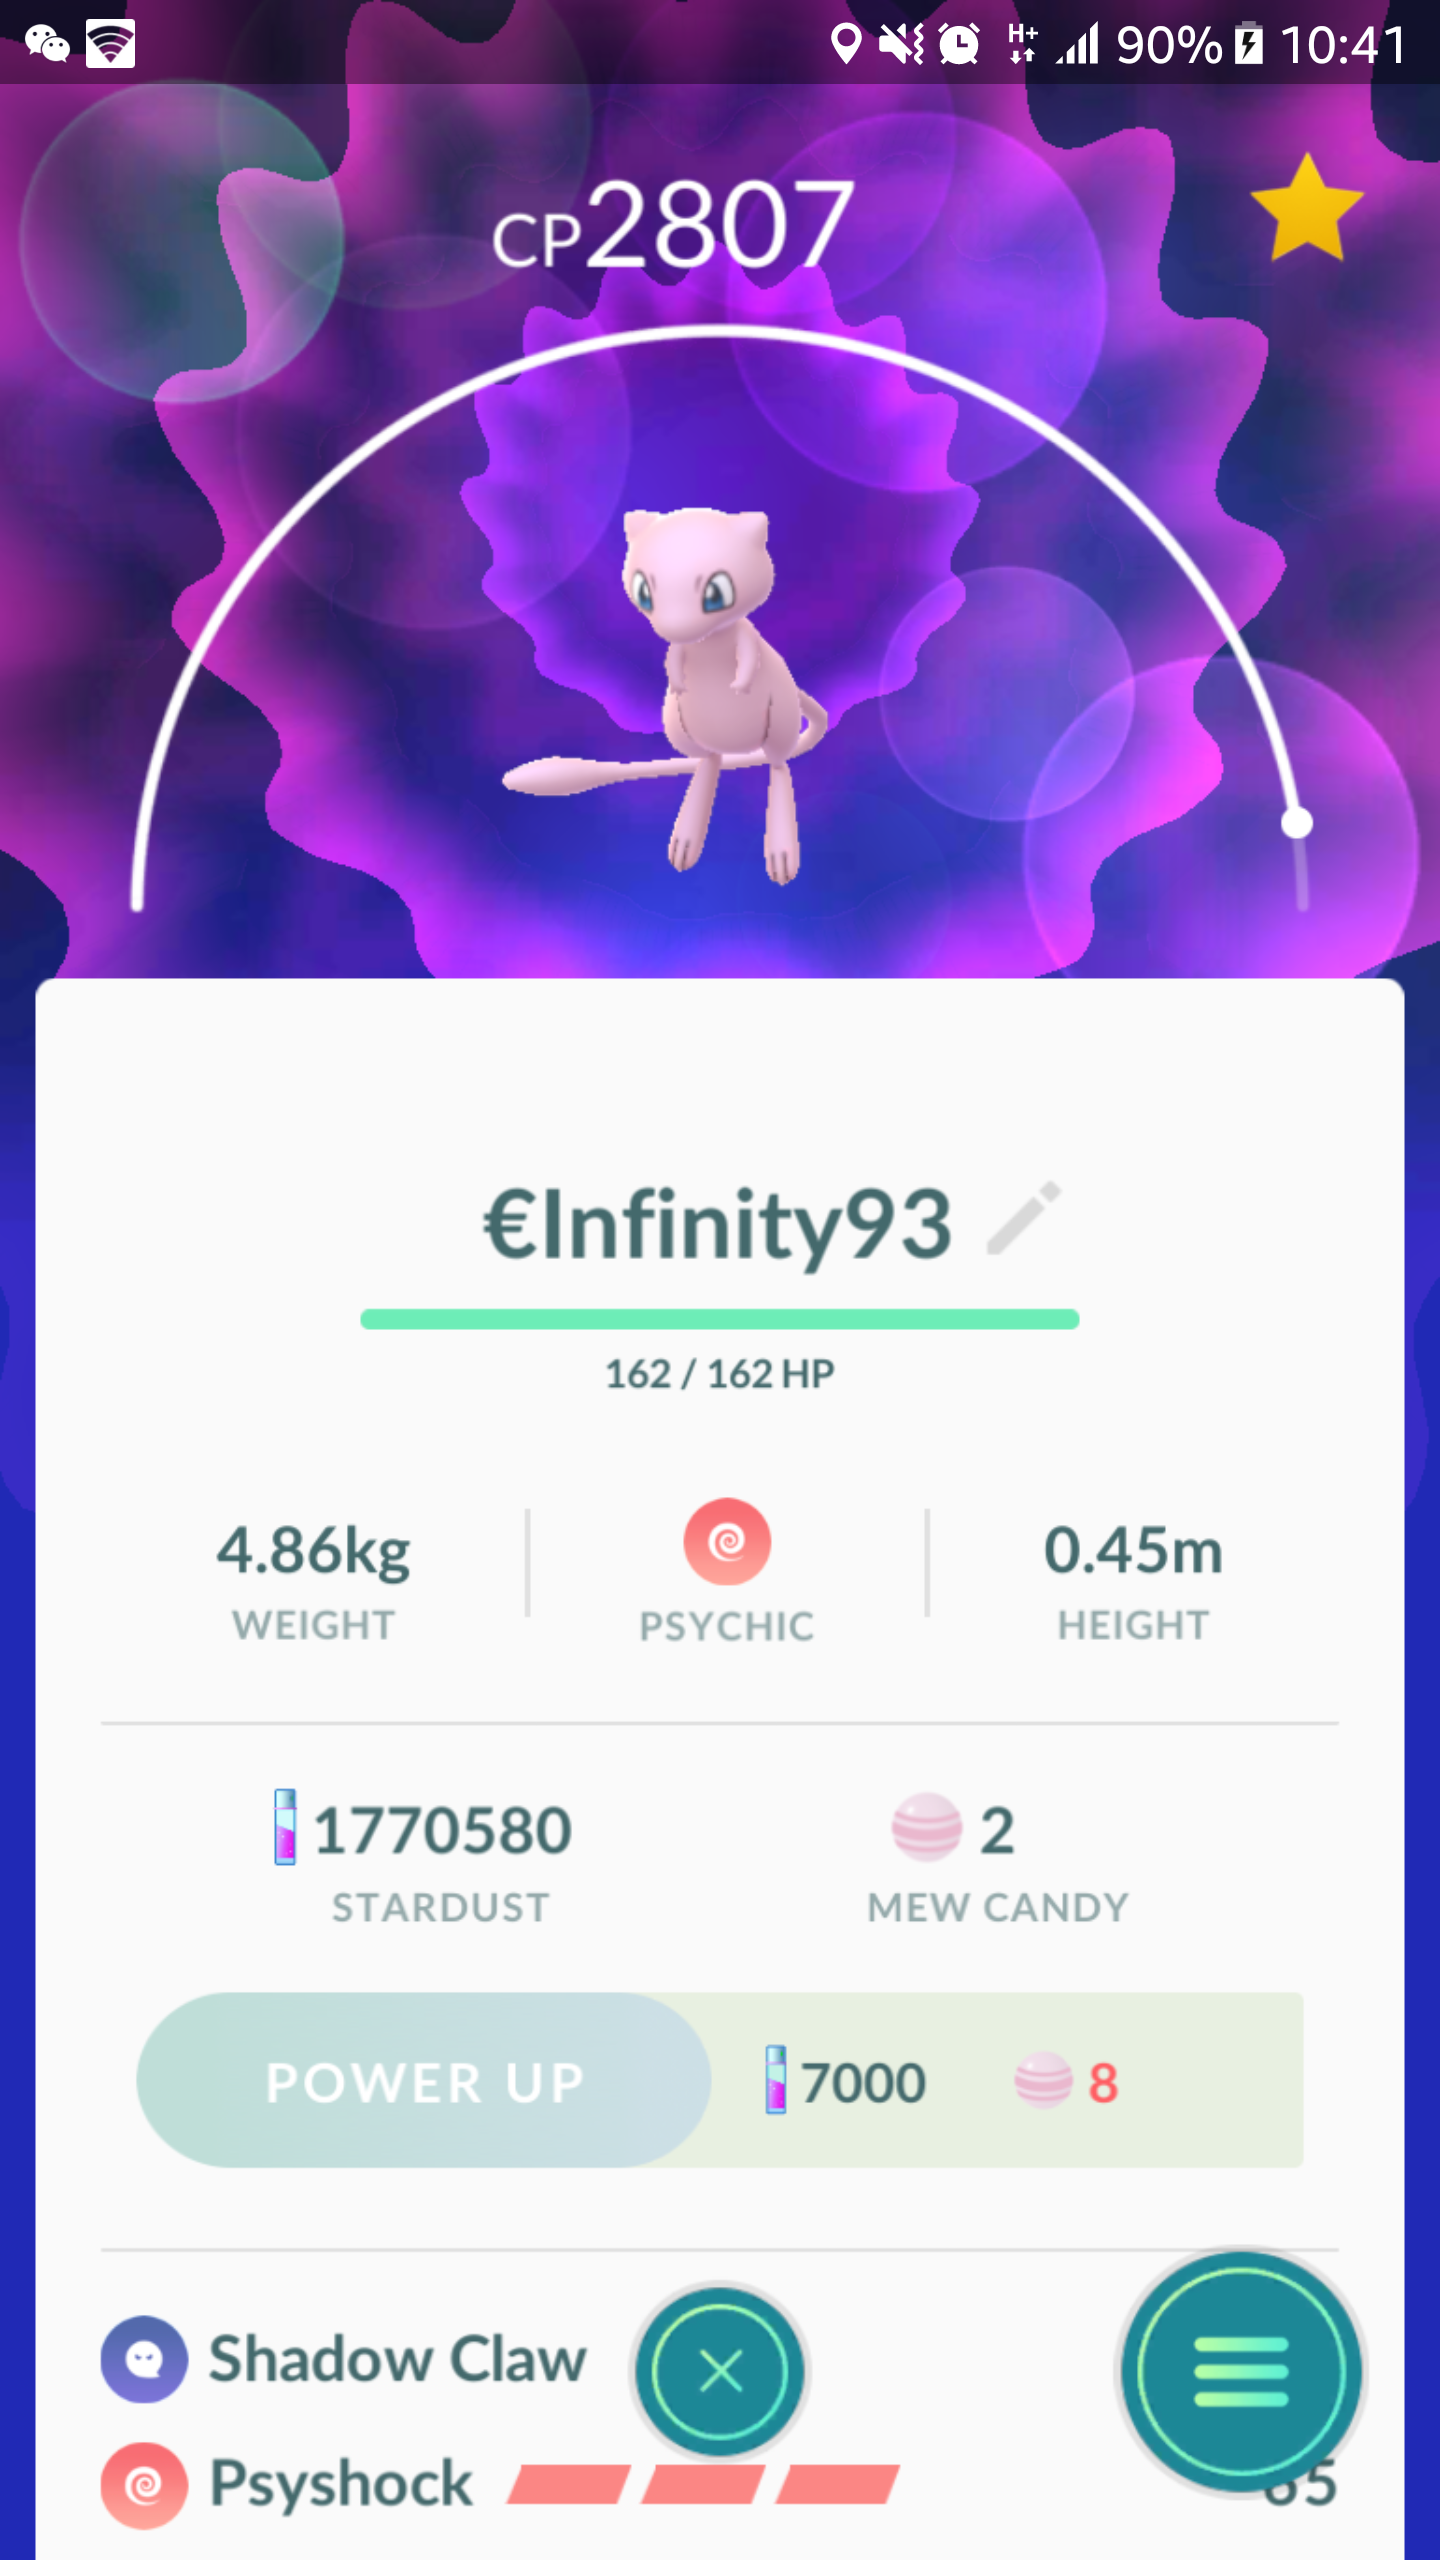 H+ 90% 10:41
CP2807
€Infinity93
162 / 162 HP
4.86kg
WEIGHT
PSYCHIC
0.45m
HEIGHT
1770580
STARDUST
2
MEW CANDY
POWER UP 7000 8
Shadow Claw
Psyshock